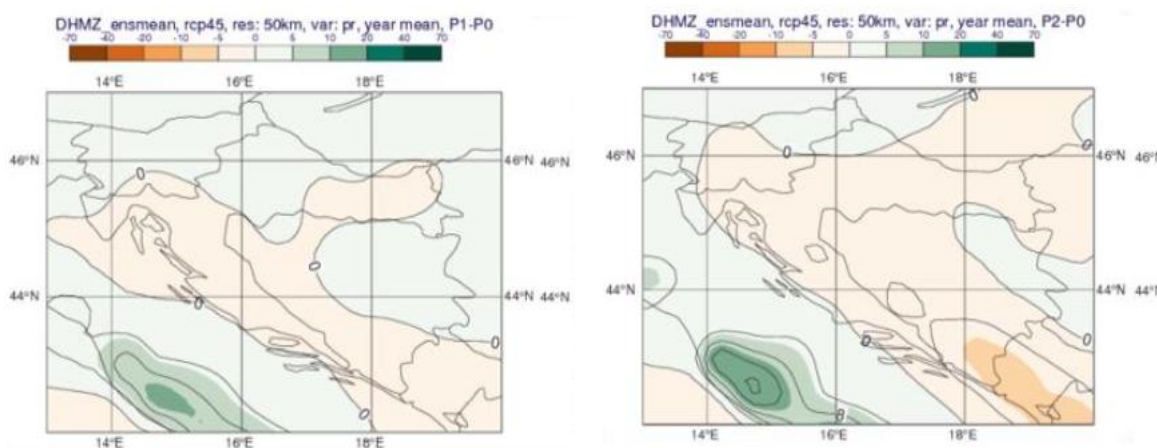 DHMZ_ensmean, rcp45, res: 50km, var: pr, year mean, P1-P0
-70 -40 -20 -10 -5 0 5 10 20 40 70
14°E 16°E 18°E
46°N
44°N
0
0
0
0
0
14°E 16°E 18°E
DHMZ_ensmean, rcp45, res: 50km, var: pr, year mean, P2-P0
-70 -40 -20 -10 -5 0 5 10 20 40 70
14°E 16°E 18°E
46°N 46°N
44°N 44°N
0
0
0
0
0
14°E 16°E 18°E